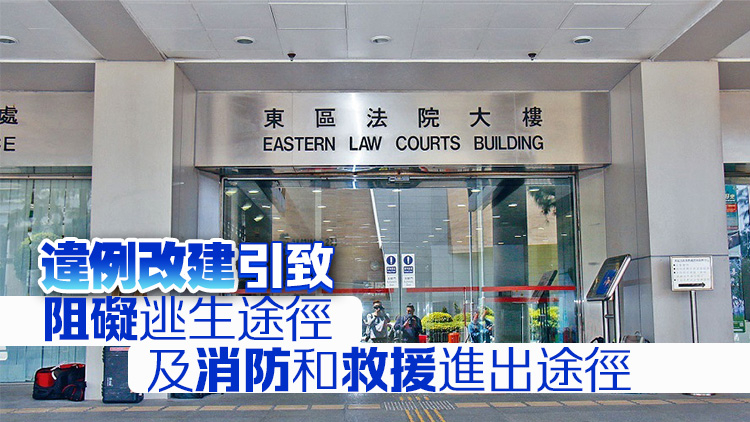 處
東區法院大樓
EASTERN LAW COURTS BUILDING
違例改建引致
阻礙逃生途徑
及消防和救援進出途徑